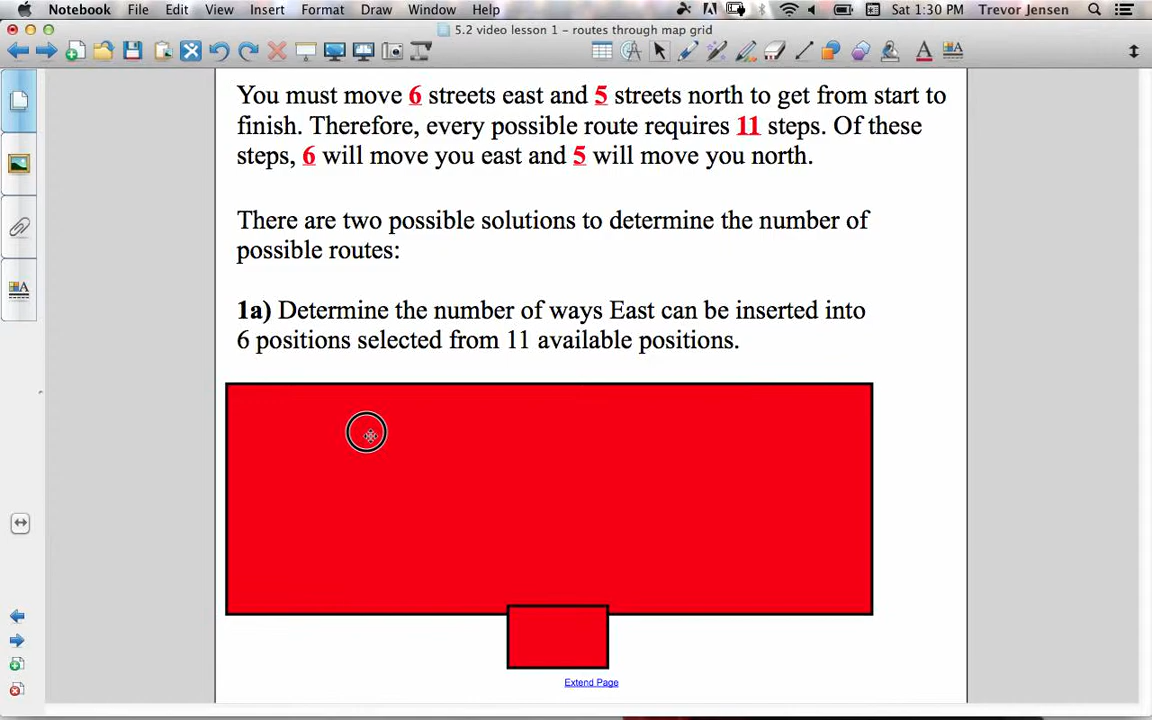 Notebook File Edit View Insert Format Draw Window Help Sat 1:30 PM Trevor Jensen
5.2 video lesson 1 – routes through map grid
You must move 6 streets east and 5 streets north to get from start to
finish. Therefore, every possible route requires 11 steps. Of these
steps, 6 will move you east and 5 will move you north.
There are two possible solutions to determine the number of
possible routes:
1a) Determine the number of ways East can be inserted into
6 positions selected from 11 available positions.
Extend Page